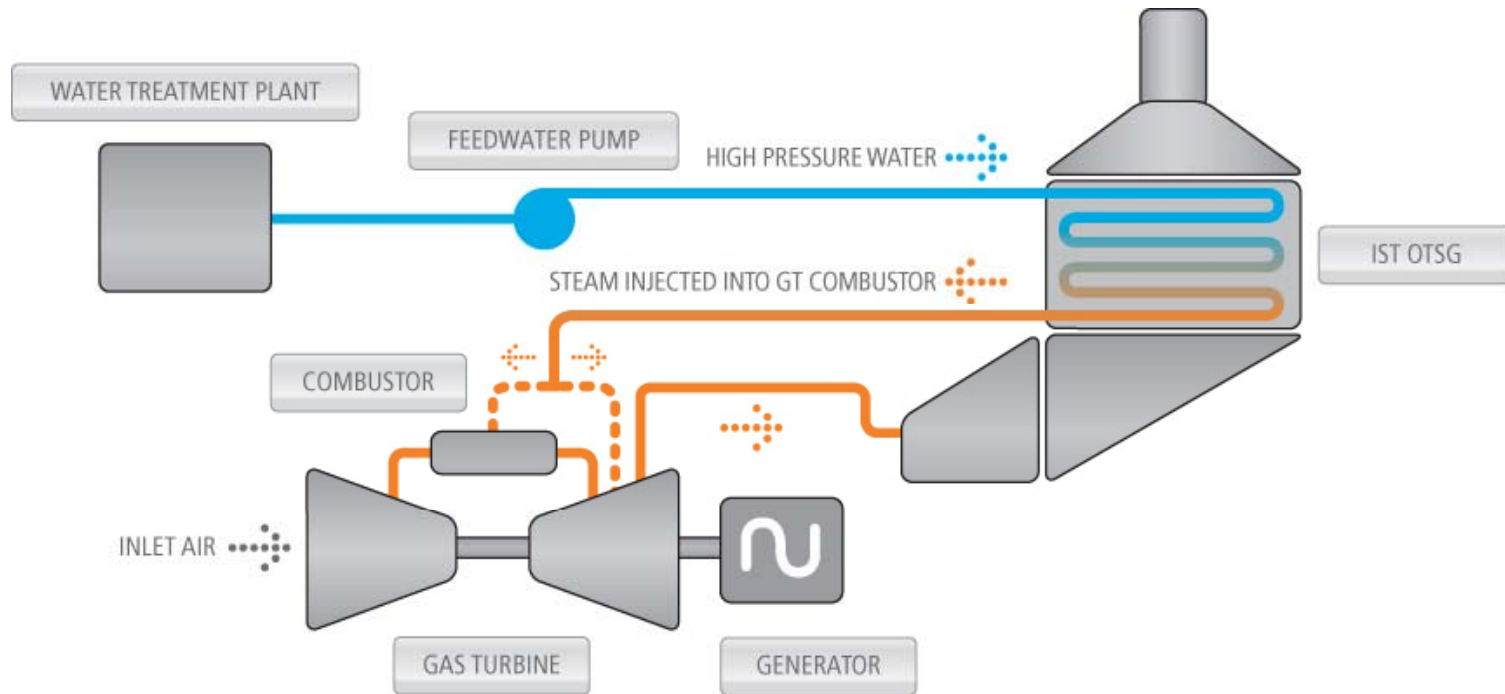 WATER TREATMENT PLANT
FEEDWATER PUMP
HIGH PRESSURE WATER
IST OTSG
STEAM INJECTED INTO GT COMBUSTOR
COMBUSTOR
INLET AIR
GAS TURBINE
GENERATOR